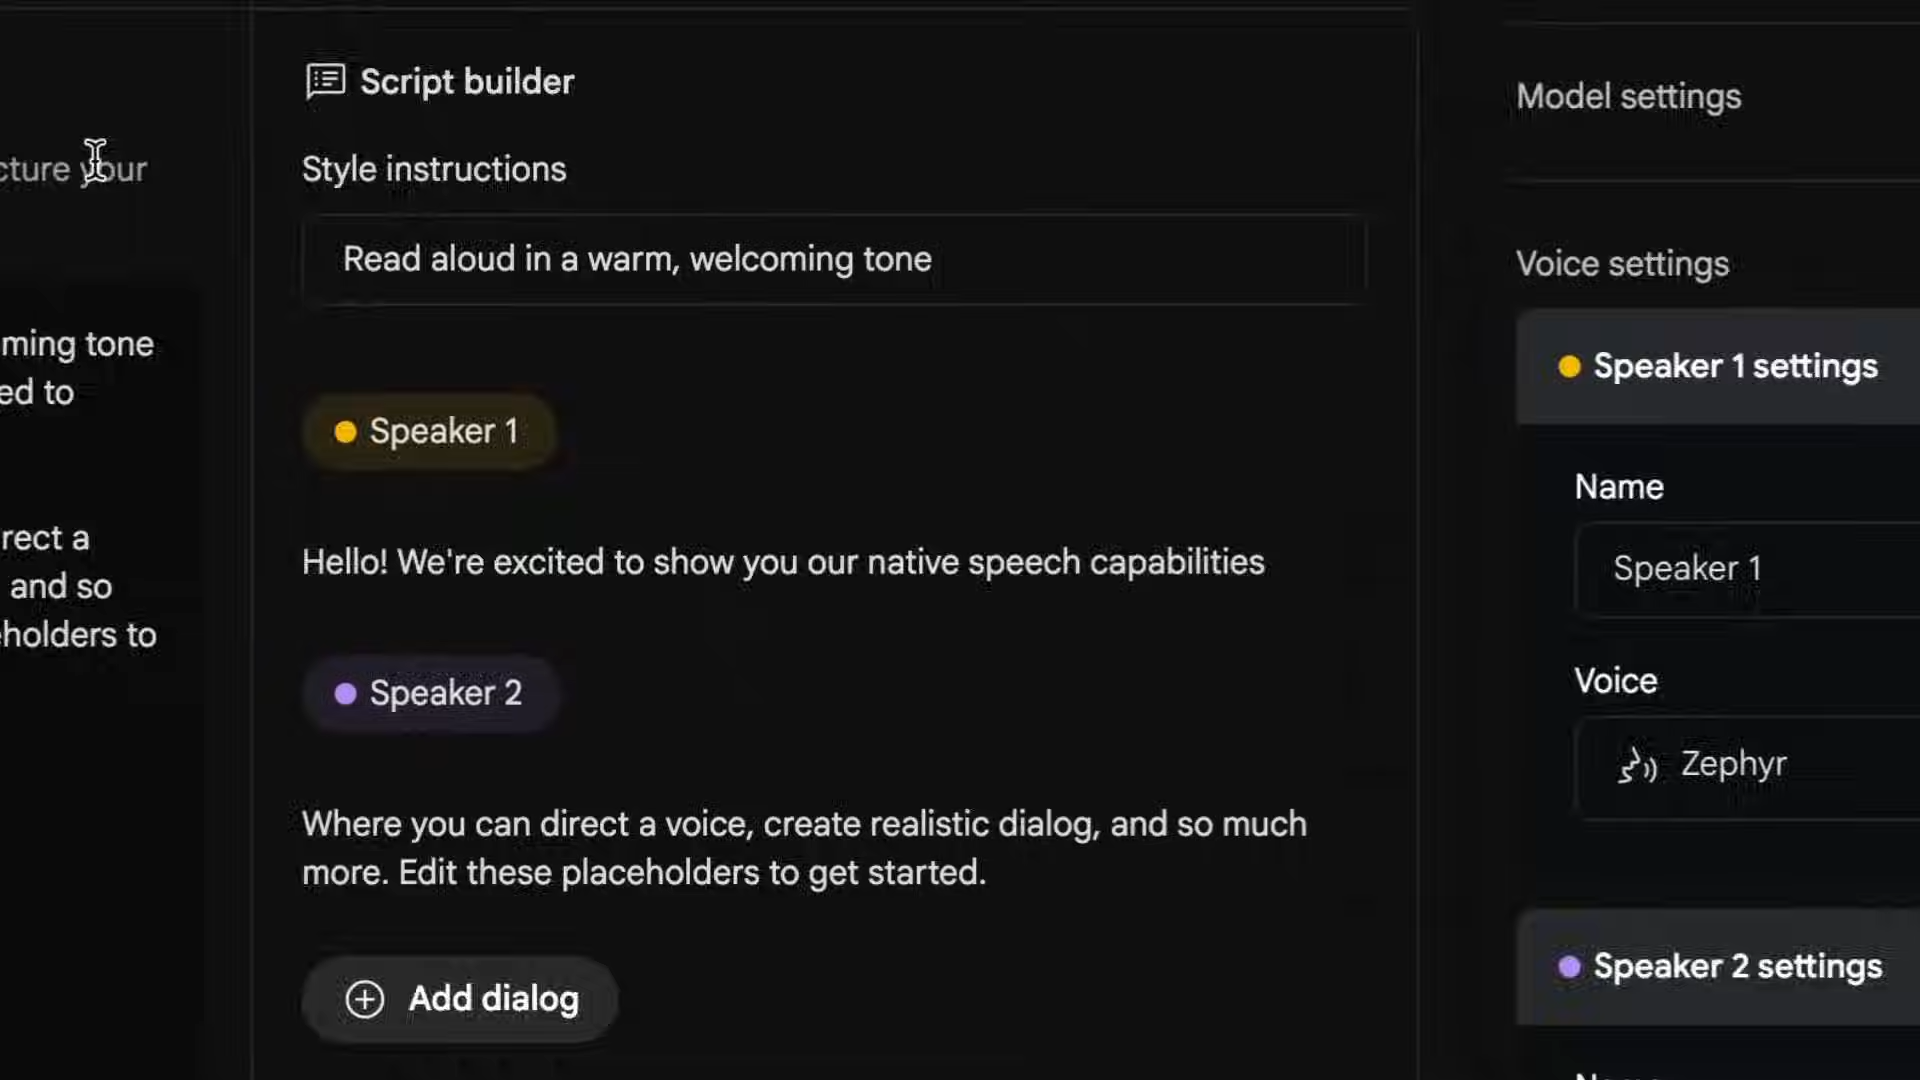 cture your
ming tone
ed to
rect a
and so
holders to
Script builder
Style instructions
Read aloud in a warm, welcoming tone
Speaker 1
Hello! We're excited to show you our native speech capabilities
Speaker 2
Where you can direct a voice, create realistic dialog, and so much
more. Edit these placeholders to get started.
Add dialog
Model settings
Voice settings
Speaker 1 settings
Name
Speaker 1
Voice
Zephyr
Speaker 2 settings